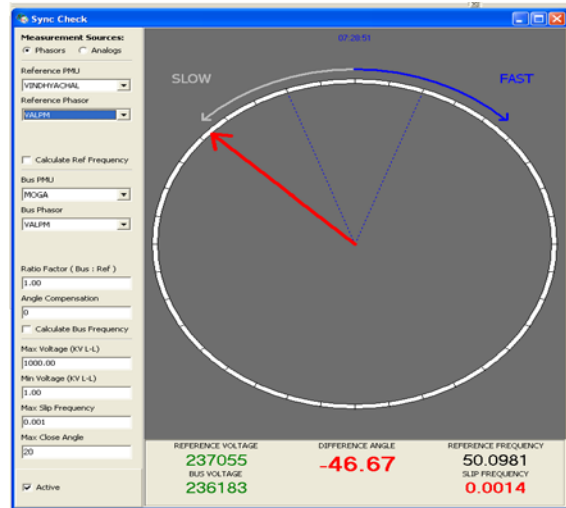 Sync Check
Measurement Sources:
Phasors Analogs
Reference PMU
VINDHYACHAL
Reference Phasor
VALPM
Calculate Ref Frequency
Bus PMU
MOGA
Bus Phasor
VALPM
Ratio Factor ( Bus : Ref )
1.00
Angle Compensation
0
Calculate Bus Frequency
Max Voltage (KV L-L)
1000.00
Min Voltage (KV L-L)
1.00
Max Slip Frequency
0.001
Max Close Angle
20
Active
07:28:51
SLOW FAST
REFERENCE VOLTAGE
237055
BUS VOLTAGE
236183
DIFFERENCE ANGLE
-46.67
REFERENCE FREQUENCY
50.0981
SLIP FREQUENCY
0.0014